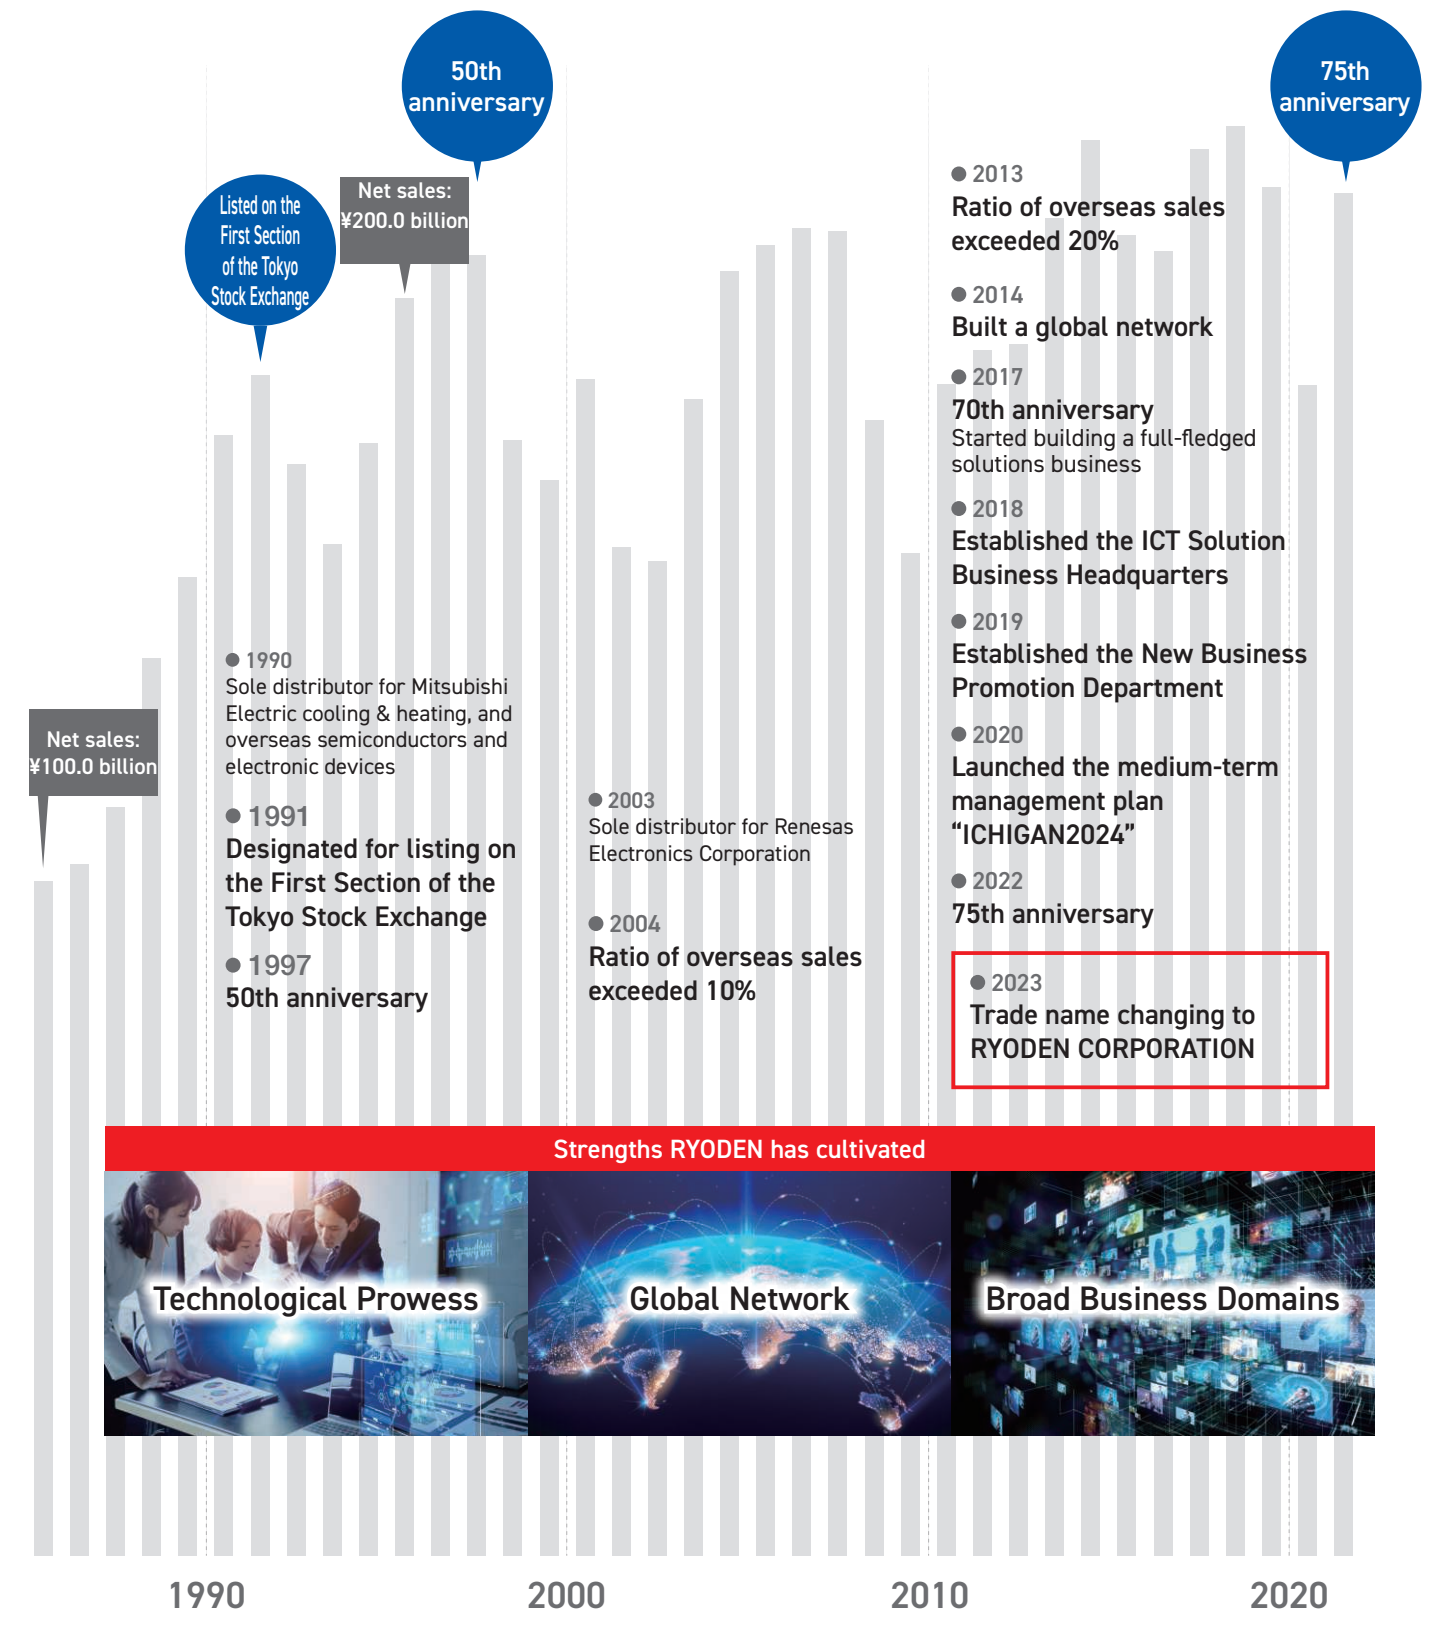 50th
anniversary
75th
anniversary
Listed on the
First Section
of the Tokyo
Stock Exchange
Net sales:
¥200.0 billion
Net sales:
¥100.0 billion
● 1990
Sole distributor for Mitsubishi
Electric cooling & heating, and
overseas semiconductors and
electronic devices
● 1991
Designated for listing on
the First Section of the
Tokyo Stock Exchange
● 1997
50th anniversary
● 2003
Sole distributor for Renesas
Electronics Corporation
● 2004
Ratio of overseas sales
exceeded 10%
● 2013
Ratio of overseas sales
exceeded 20%
● 2014
Built a global network
● 2017
70th anniversary
Started building a full-fledged
solutions business
● 2018
Established the ICT Solution
Business Headquarters
● 2019
Established the New Business
Promotion Department
● 2020
Launched the medium-term
management plan
“ICHIGAN2024”
● 2022
75th anniversary
● 2023
Trade name changing to
RYODEN CORPORATION
Strengths RYODEN has cultivated
Technological Prowess
Global Network
Broad Business Domains
1990
2000
2010
2020